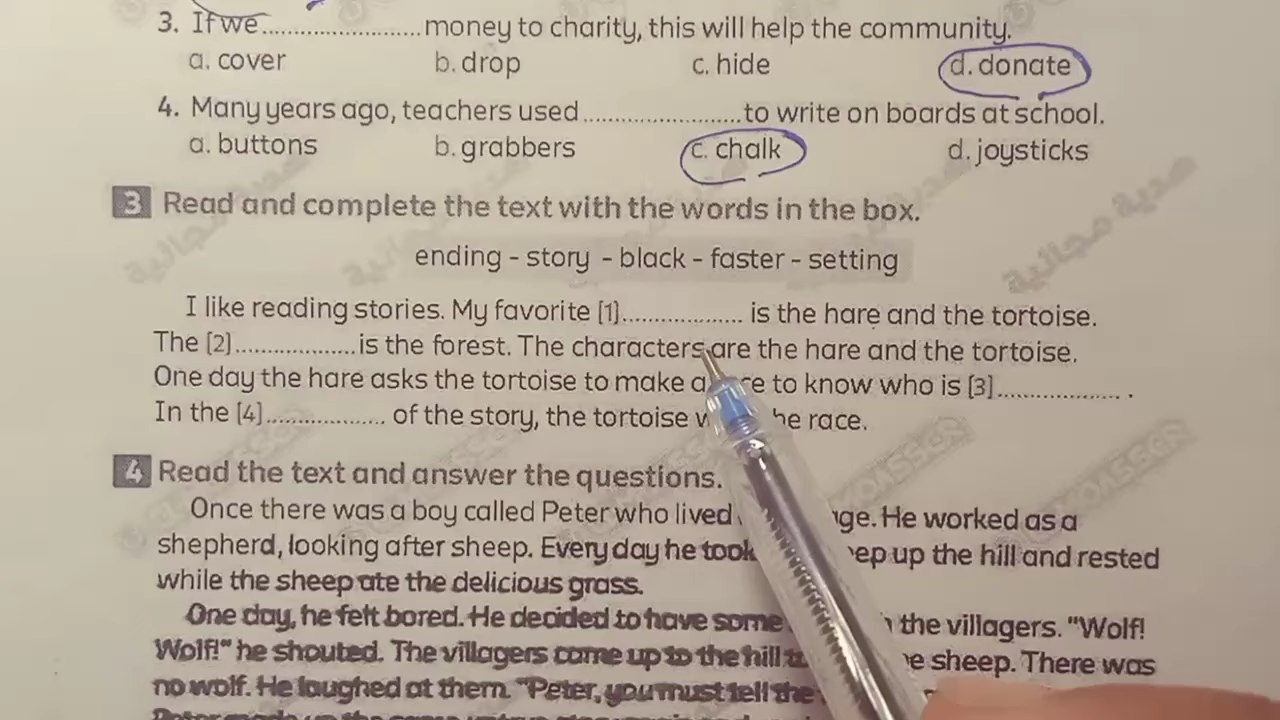 3. If we ...................... money to charity, this will help the community.
a. cover b. drop c. hide d. donate
4. Many years ago, teachers used ...................... to write on boards at school.
a. buttons b. grabbers c. chalk d. joysticks
3 Read and complete the text with the words in the box.
ending - story - black - faster - setting
I like reading stories. My favorite [1] .................. is the hare and the tortoise.
The [2] .................. is the forest. The characters are the hare and the tortoise.
One day the hare asks the tortoise to make a to know who is [3] .................. .
In the [4] .................. of the story, the tortoise race.
4 Read the text and answer the questions.
Once there was a boy called Peter who lived He worked as a
shepherd, looking after sheep. Every day he took up the hill and rested
while the sheep ate the delicious grass.
One day, he felt bored. He decided to have some the villagers. "Wolf!
Wolf!" he shouted. The villagers came up to the hill sheep. There was
no wolf. He laughed at them. "Peter, you must tell the